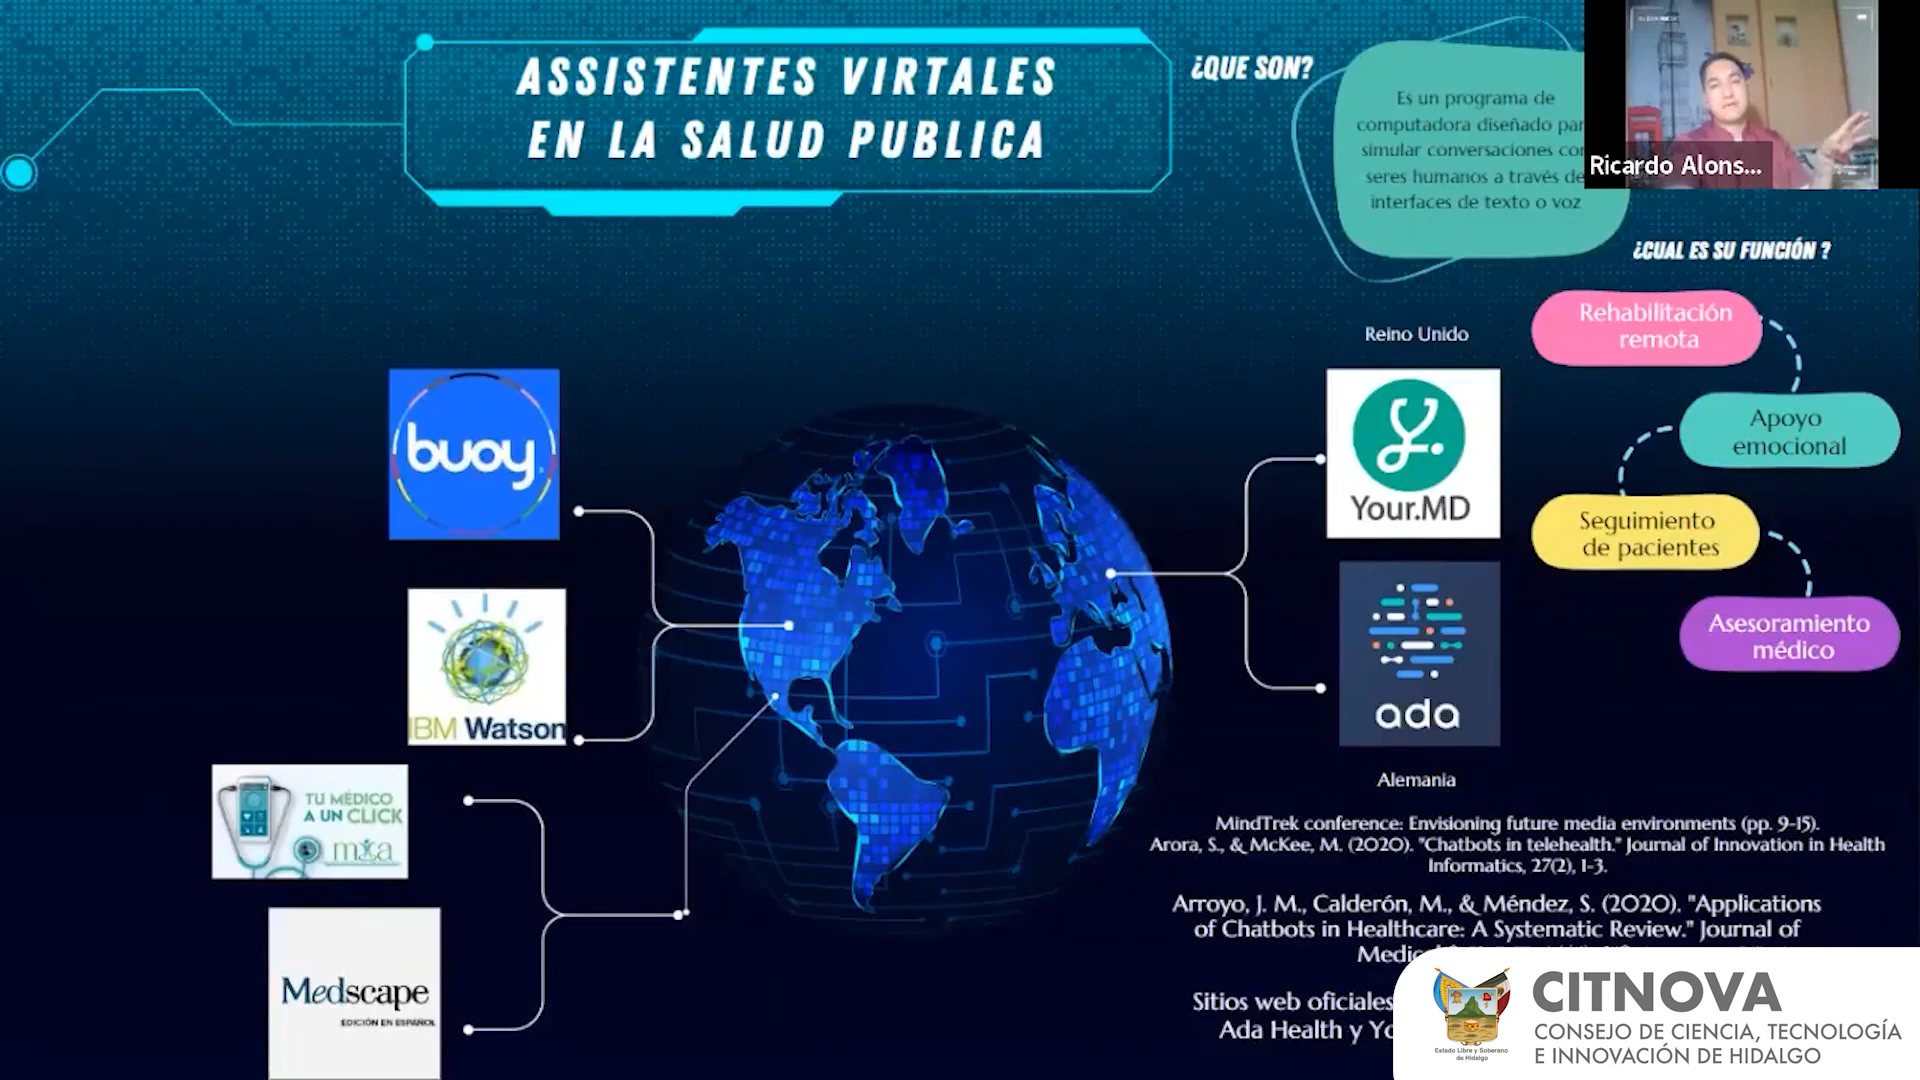 ASSISTENTES VIRTALES
EN LA SALUD PUBLICA
¿QUE SON?
Es un programa de
computadora diseñado
simular conversaciones
seres humanos a través
interfaces de texto o voz
Ricardo Alons...
¿CUAL ES SU FUNCIÓN ?
Rehabilitación
remota
Apoyo
emocional
Seguimiento
de pacientes
Asesoramiento
médico
Reino Unido
Your.MD
ada
Alemania
buoy
IBM Watson
TU MÉDICO
A UN CLICK
Medscape
EDICIÓN EN ESPAÑOL
MindTrek conference: Envisioning future media environments (pp. 9-15).
Arora, S., & McKee, M. (2020). "Chatbots in telehealth." Journal of Innovation in Health
Informatics, 27(2), 1-3.
Arroyo, J. M., Calderón, M., & Méndez, S. (2020). "Applications
of Chatbots in Healthcare: A Systematic Review." Journal of
Sitios web oficiales
Ada Health y
CITNOVA
CONSEJO DE CIENCIA, TECNOLOGÍA
E INNOVACIÓN DE HIDALGO
Estado Libre y Soberano
de Hidalgo